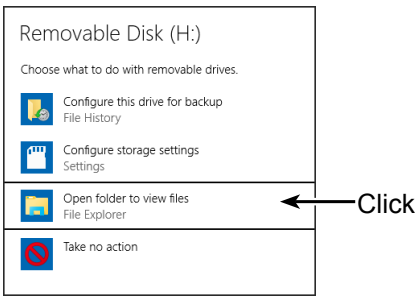 Removable Disk (H:)
Choose what to do with removable drives.
Configure this drive for backup
File History
Configure storage settings
Settings
Open folder to view files
File Explorer
Click
Take no action